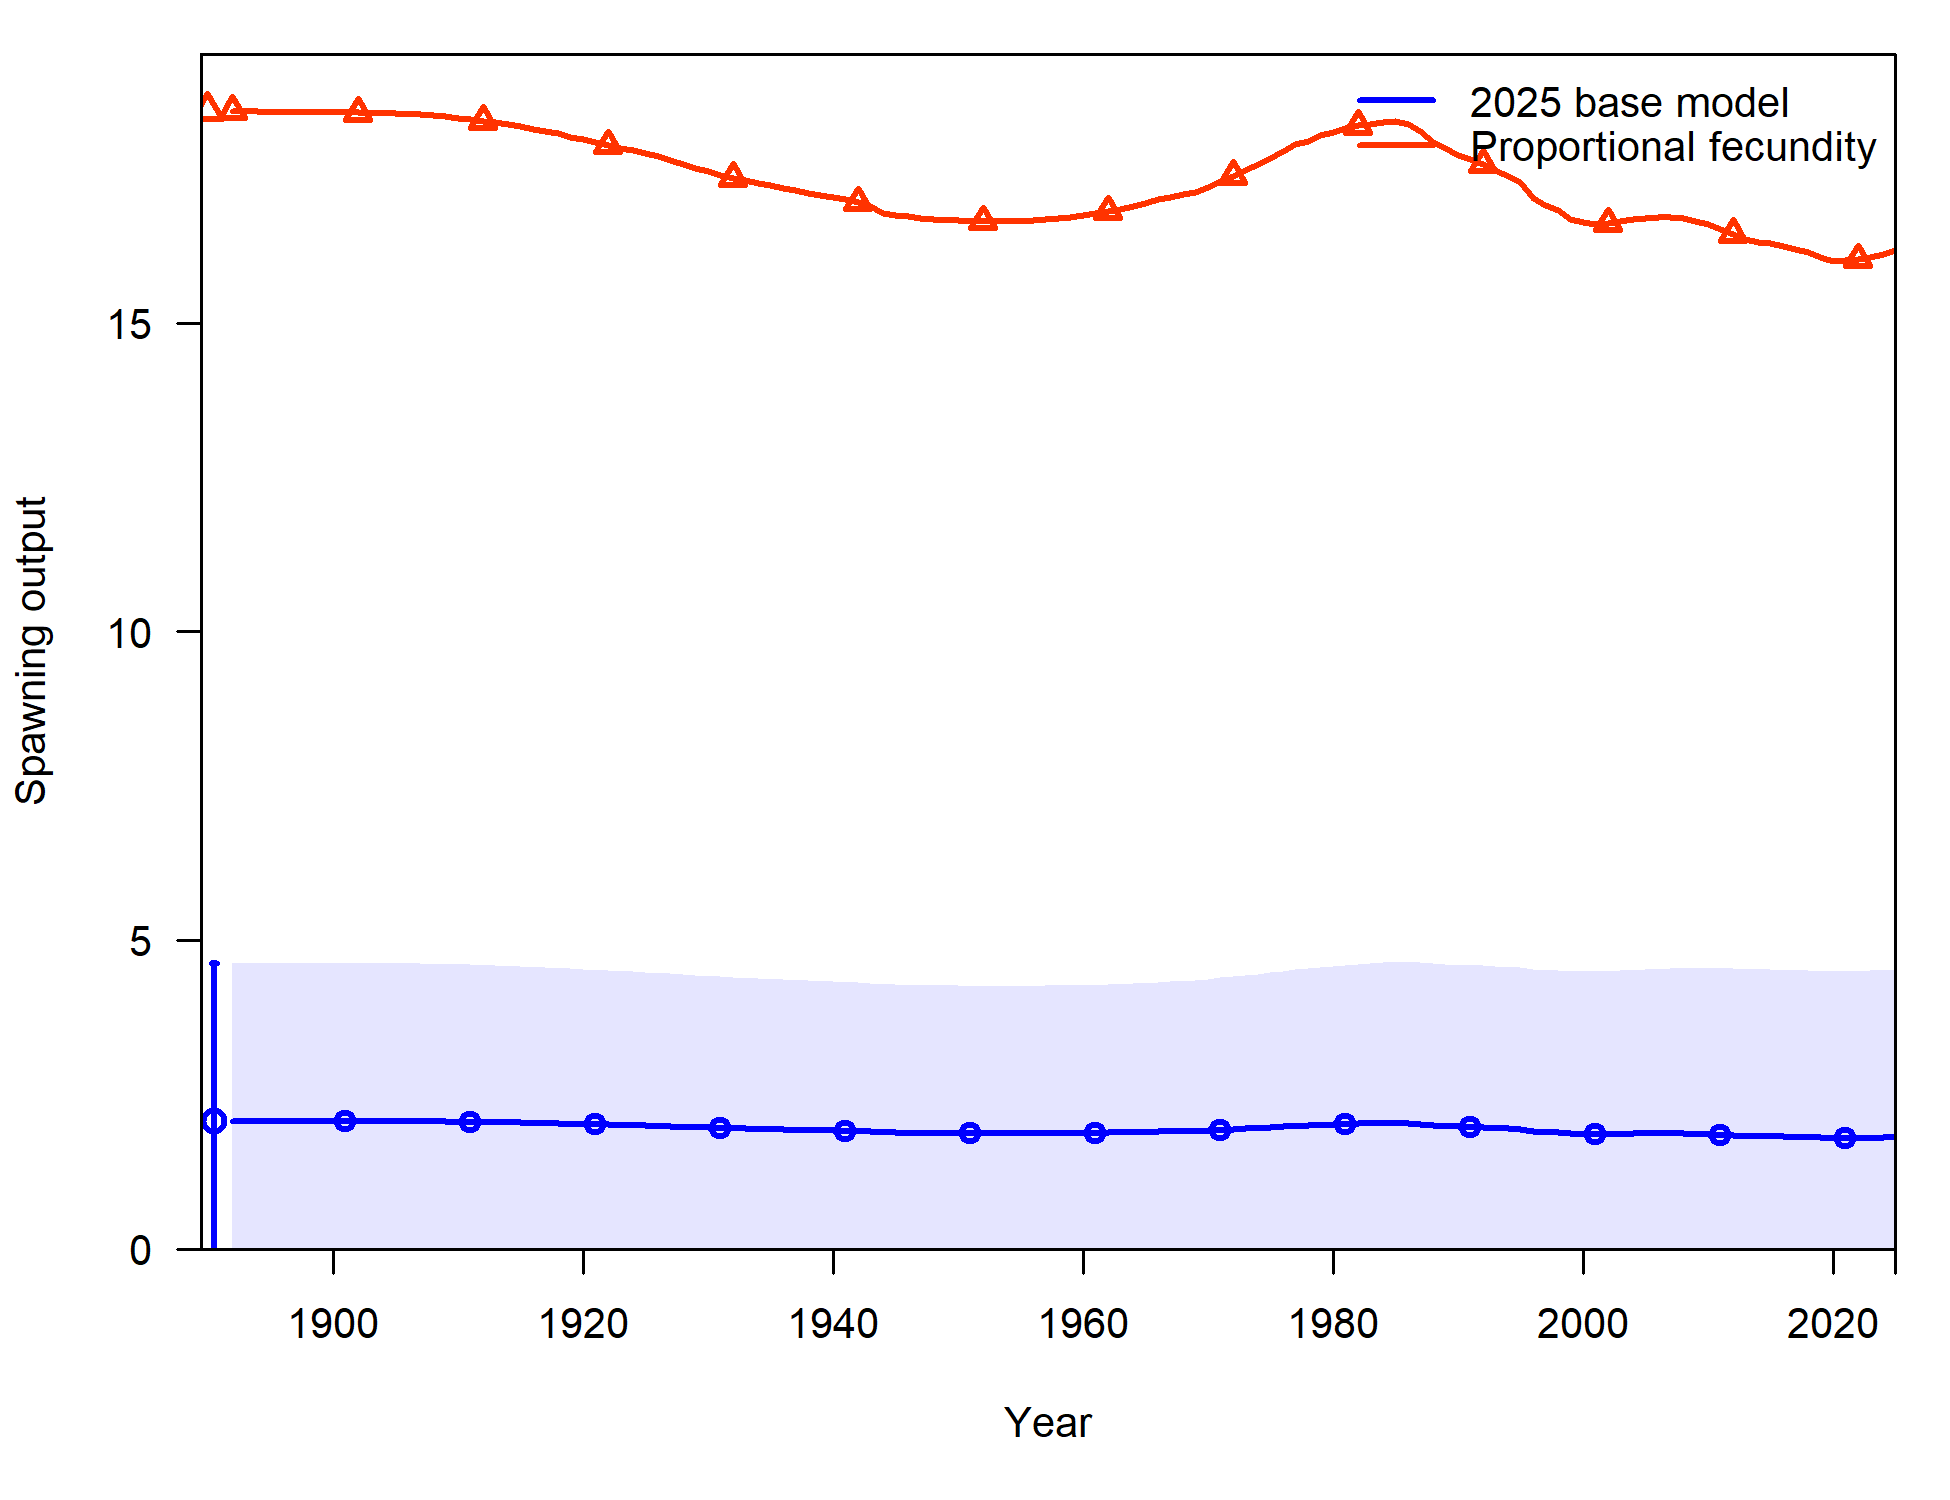 2025 base model
Proportional fecundity
15
10
5
0
Spawning output
1900 1920 1940 1960 1980 2000 2020
Year